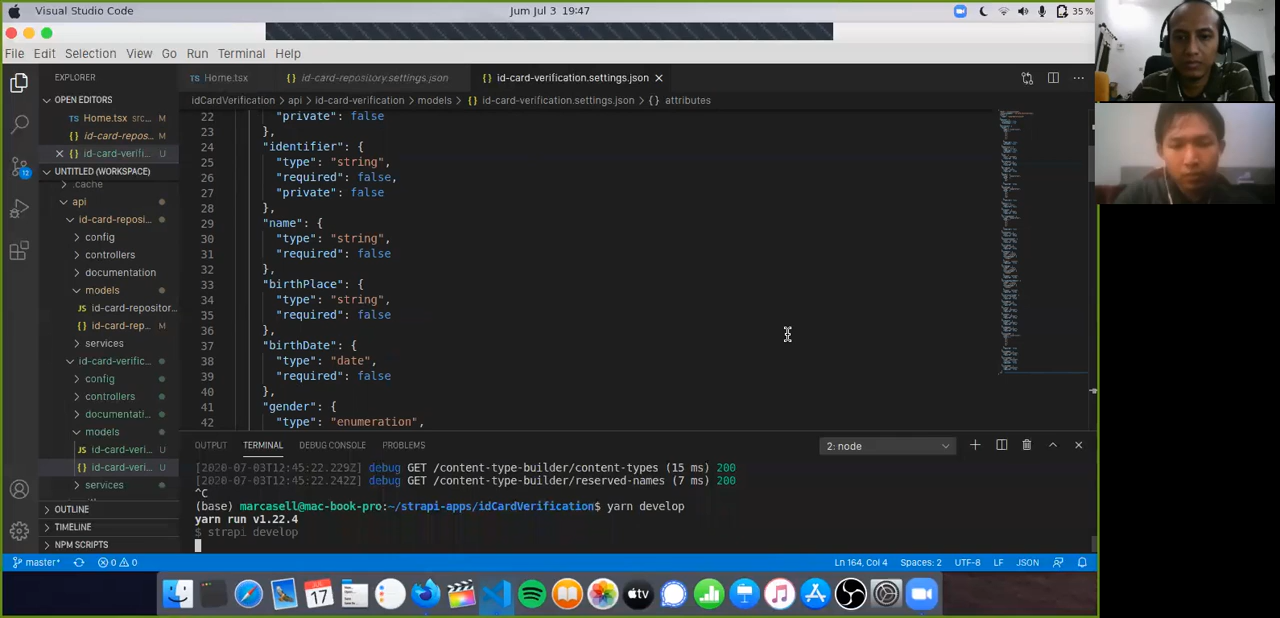 Visual Studio Code
Jum Jul 3 19:47
35 %
File Edit Selection View Go Run Terminal Help
EXPLORER
Home.tsx
id-card-repository.settings.json
id-card-verification.settings.json
OPEN EDITORS
idCardVerification > api > id-card-verification > models > {} id-card-verification.settings.json > {} attributes
Home.tsx src... M
{} id-card-repos... M
{} id-card-verifi... U
UNTITLED (WORKSPACE)
.cache
api
id-card-reposi...
config
controllers
documentation
models
JS id-card-repositor...
{} id-card-rep... M
services
id-card-verific...
config
controllers
documentati...
models
JS id-card-veri... U
{} id-card-veri... U
services
OUTLINE
TIMELINE
NPM SCRIPTS
22 "private": false
23 },
24 "identifier": {
25 "type": "string",
26 "required": false,
27 "private": false
28 },
29 "name": {
30 "type": "string",
31 "required": false
32 },
33 "birthPlace": {
34 "type": "string",
35 "required": false
36 },
37 "birthDate": {
38 "type": "date",
39 "required": false
40 },
41 "gender": {
42 "type": "enumeration",
OUTPUT TERMINAL DEBUG CONSOLE PROBLEMS
2: node
[2020-07-03T12:45:22.229Z] debug GET /content-type-builder/content-types (15 ms) 200
[2020-07-03T12:45:22.242Z] debug GET /content-type-builder/reserved-names (7 ms) 200
^C
(base) marcasell@mac-book-pro:~/strapi-apps/idCardVerification$ yarn develop
yarn run v1.22.4
$ strapi develop
master* 0 0
Ln 164, Col 4 Spaces: 2 UTF-8 LF JSON
17
tv